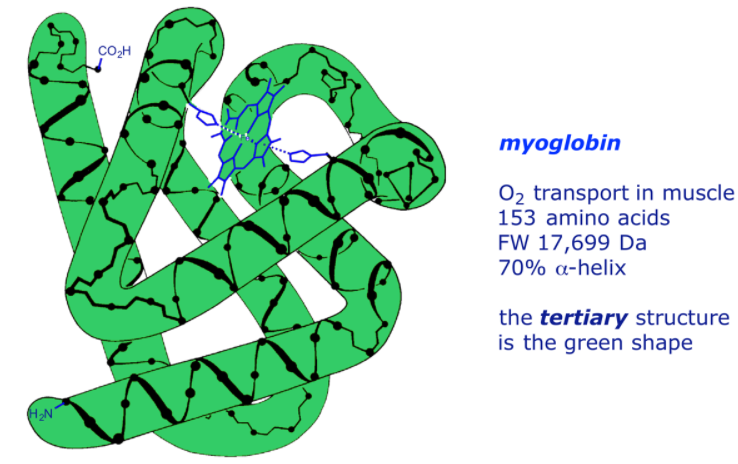 CO₂H
myoglobin
O₂ transport in muscle
153 amino acids
FW 17,699 Da
70% α-helix
the tertiary structure
is the green shape
H₂N